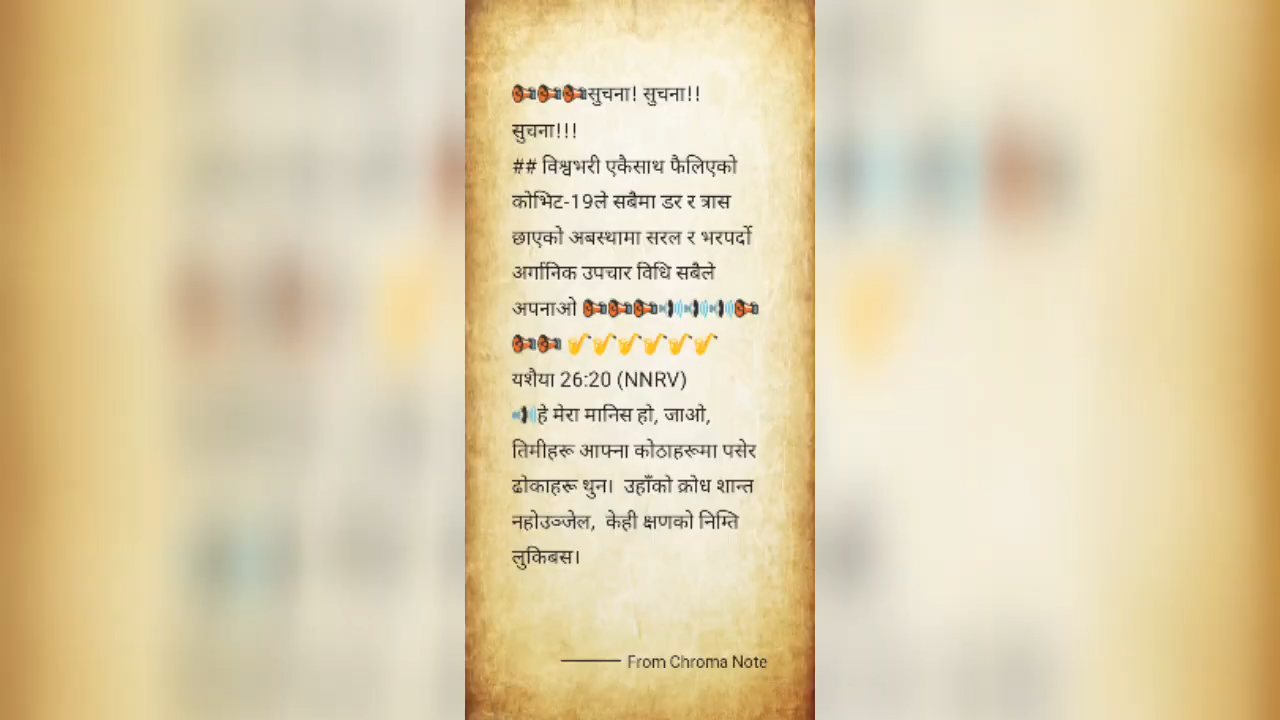 सुचना! सुचना!!
सुचना!!!
## विश्वभरी एकैसाथ फैलिएको
कोभिट-19ले सबैमा डर र त्रास
छाएको अबस्थामा सरल र भरपर्दो
अर्गानिक उपचार विधि सबैले
अपनाओ
यशैया 26:20 (NNRV)
हे मेरा मानिस हो, जाओ,
तिमीहरू आफ्ना कोठाहरूमा पसेर
ढोकाहरू थुन। उहाँको क्रोध शान्त
नहोउञ्जेल, केही क्षणको निम्ति
लुकिबस।
From Chroma Note